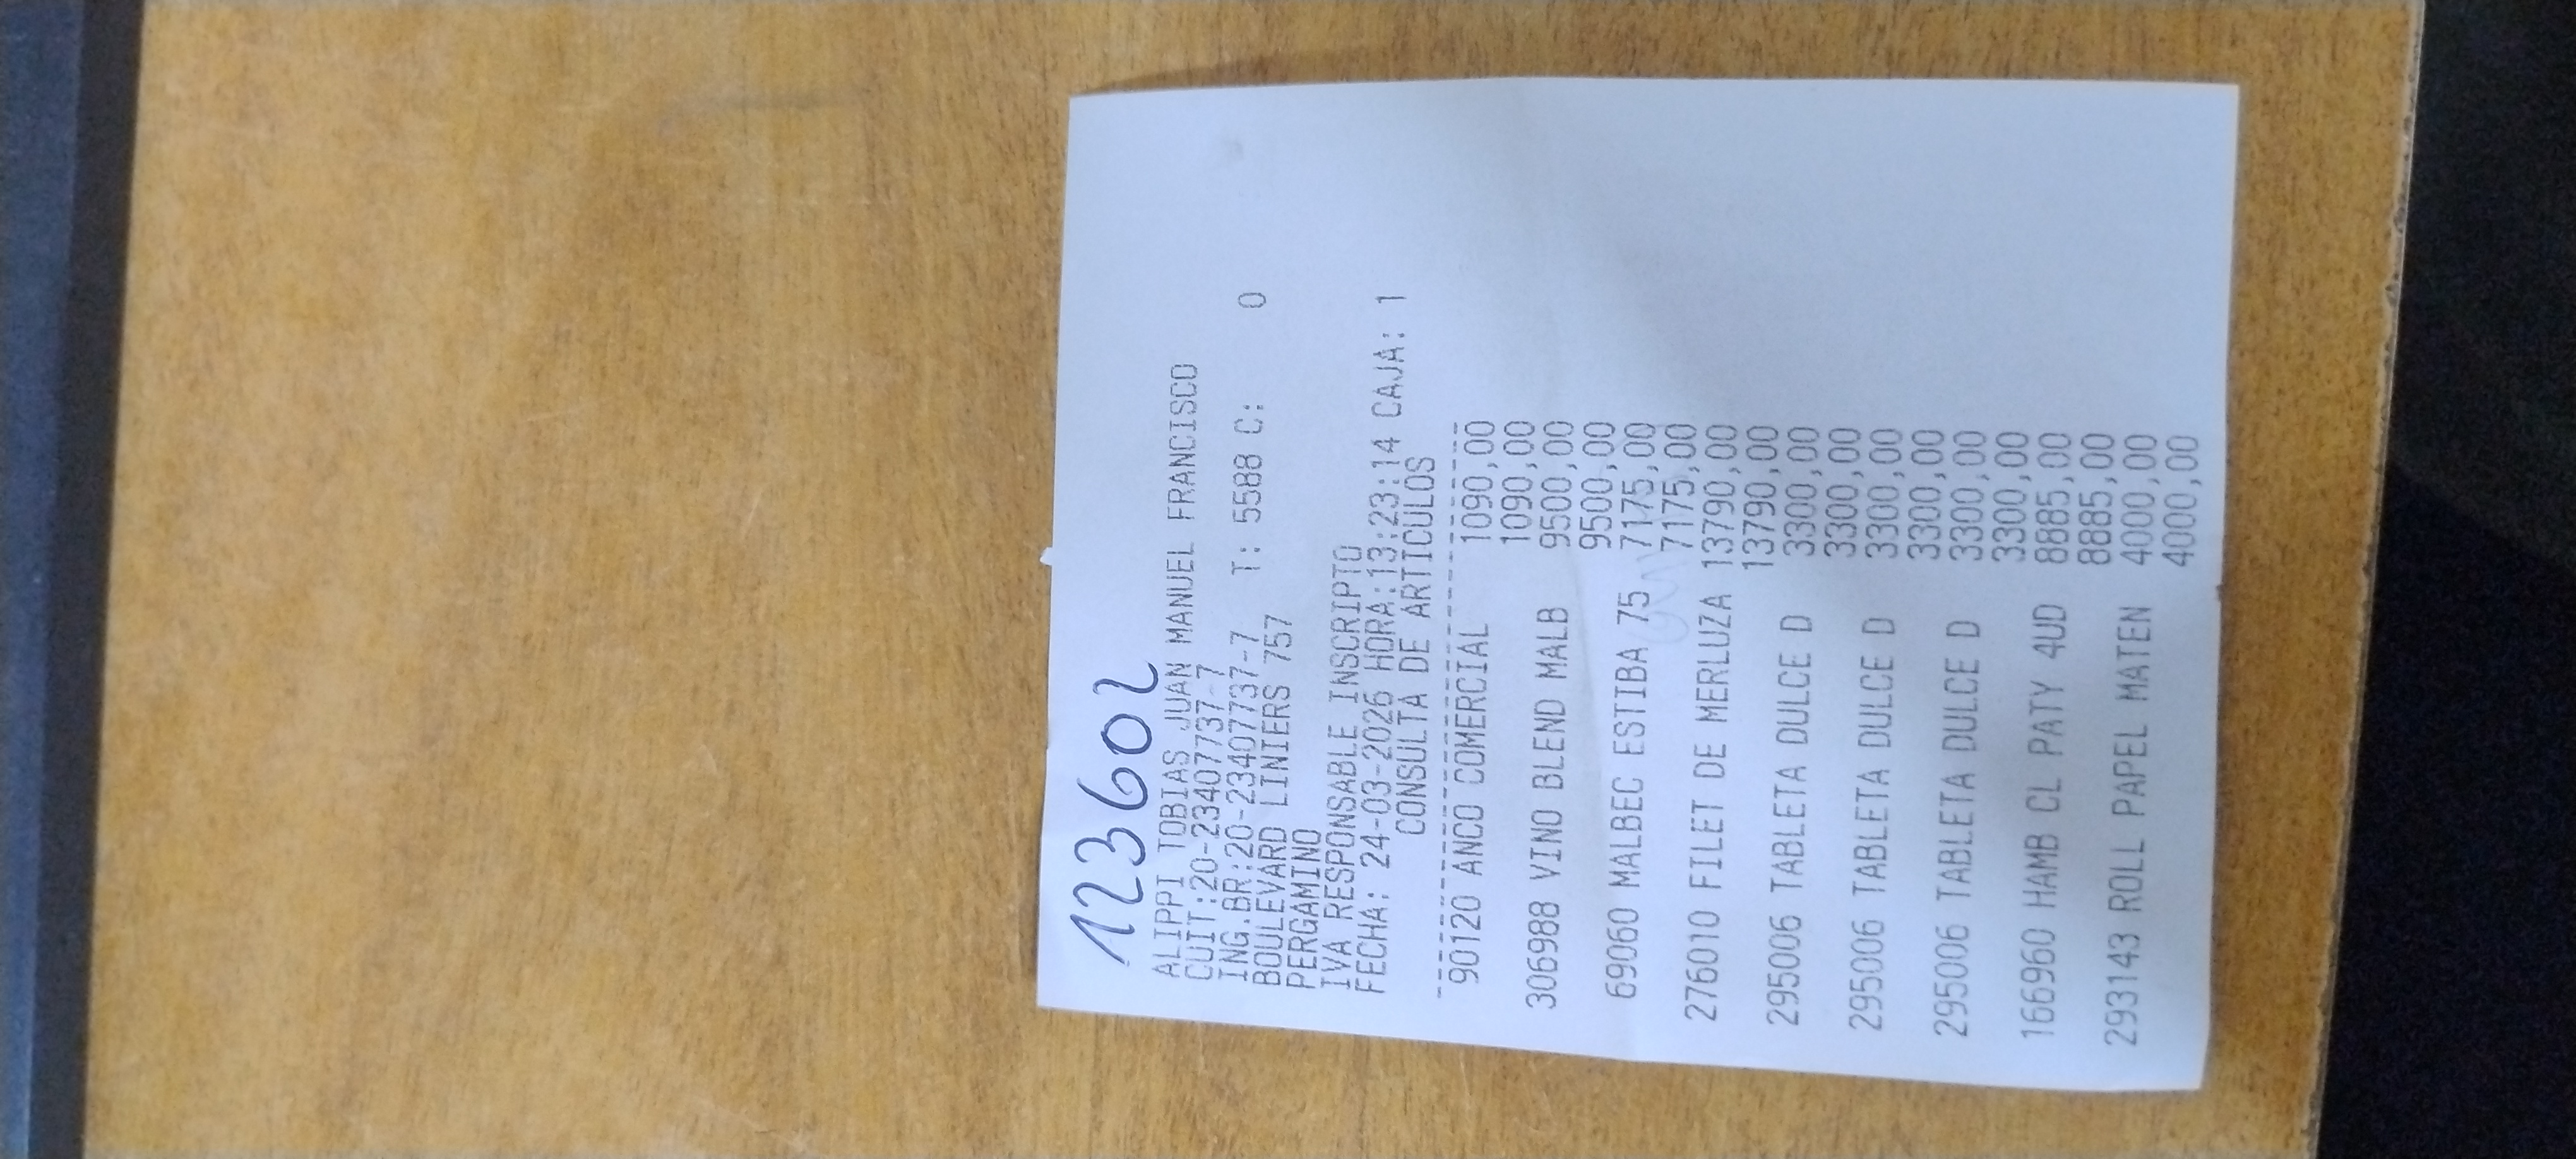 123602
ALIPPI TOBIAS JUAN MANUEL FRANCISCO
CUIT:20-23407737-7
ING.BR:20-23407737-7 T: 5588 C: 0
BOULEVARD LINIERS 757
PERGAMINO
IVA RESPONSABLE INSCRIPTO
FECHA: 24-03-2026 HORA:13:23:14 CAJA: 1
CONSULTA DE ARTICULOS
90120 ANCO COMERCIAL 1090,00
1090,00
306988 VINO BLEND MALB 9500,00
9500,00
69060 MALBEC ESTIBA 75 7175,00
7175,00
276010 FILET DE MERLUZA 13790,00
13790,00
295006 TABLETA DULCE D 3300,00
3300,00
295006 TABLETA DULCE D 3300,00
3300,00
295006 TABLETA DULCE D 3300,00
3300,00
166960 HAMB CL PATY 4UD 8885,00
8885,00
293143 ROLL PAPEL MATEN 4000,00
4000,00